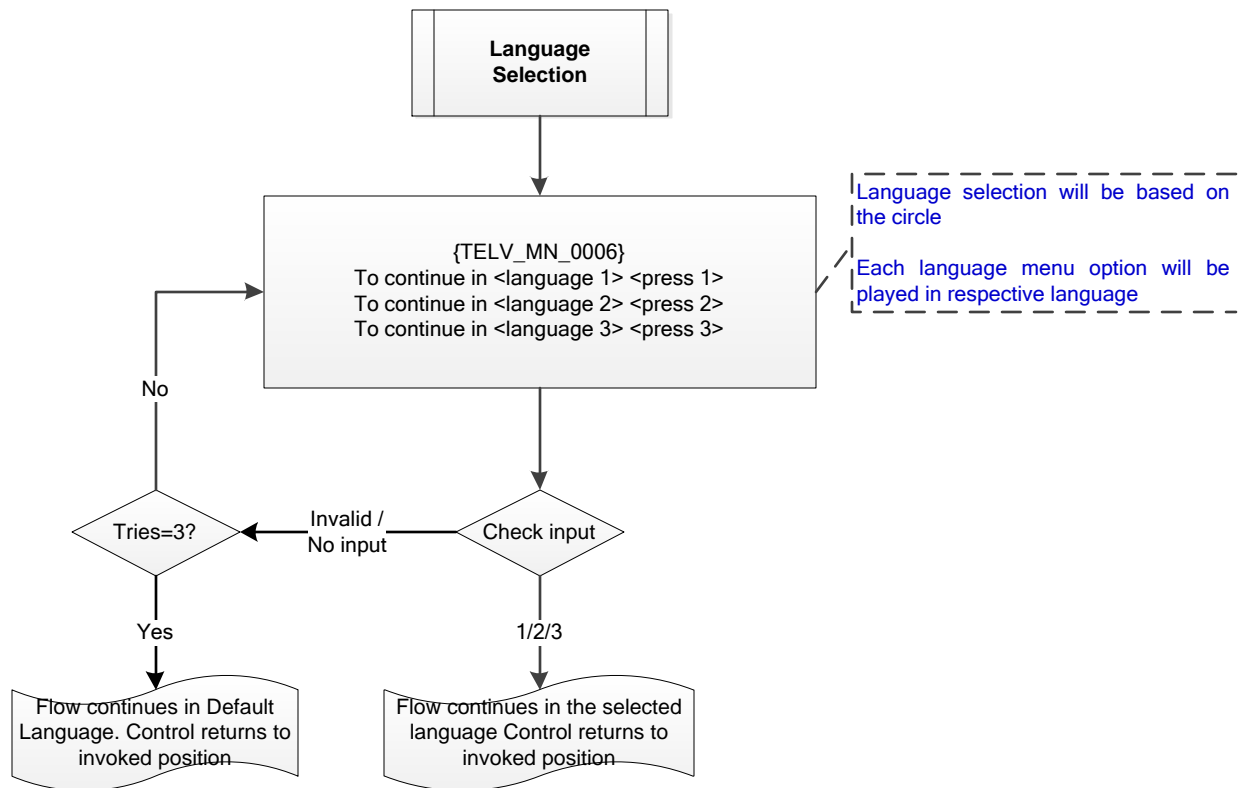 Language
Selection
{TELV_MN_0006}
To continue in <language 1> <press 1>
To continue in <language 2> <press 2>
To continue in <language 3> <press 3>
Language selection will be based on
the circle
Each language menu option will be
played in respective language
No
Tries=3?
Invalid /
No input
Check input
Yes
1/2/3
Flow continues in Default
Language. Control returns to
invoked position
Flow continues in the selected
language Control returns to
invoked position